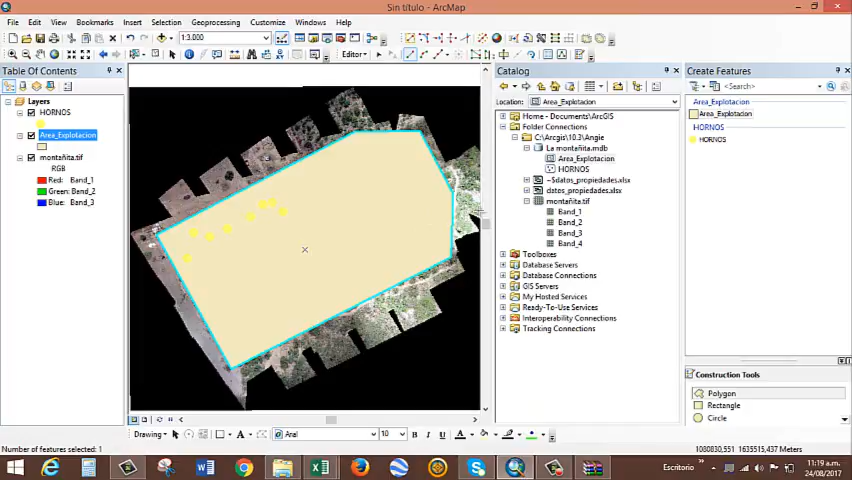 Sin título - ArcMap
File Edit View Bookmarks Insert Selection Geoprocessing Customize Windows Help
1:3.000
Editor
Table Of Contents
Layers
HORNOS
Area_Explotacion
montañita.tif
RGB
Red: Band_1
Green: Band_2
Blue: Band_3
Catalog
Location: Area_Explotacion
Home - Documents\ArcGIS
Folder Connections
C:\Arcgis\10.3\Angie
La montañita.mdb
Area_Explotacion
HORNOS
~$datos_propiedades.xlsx
datos_propiedades.xlsx
montañita.tif
Band_1
Band_2
Band_3
Band_4
Toolboxes
Database Servers
Database Connections
GIS Servers
My Hosted Services
Ready-To-Use Services
Interoperability Connections
Tracking Connections
Create Features
<Search>
Area_Explotacion
Area_Explotacion
HORNOS
HORNOS
Construction Tools
Polygon
Rectangle
Circle
Drawing
Arial
10
B I U A
Number of features selected: 1
1080830,551 1635515,437 Meters
Escritorio
11:19 a.m.
24/08/2017